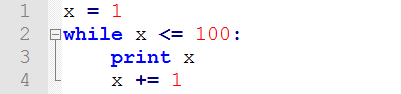 1 x = 1
2 while x <= 100:
3     print x
4     x += 1